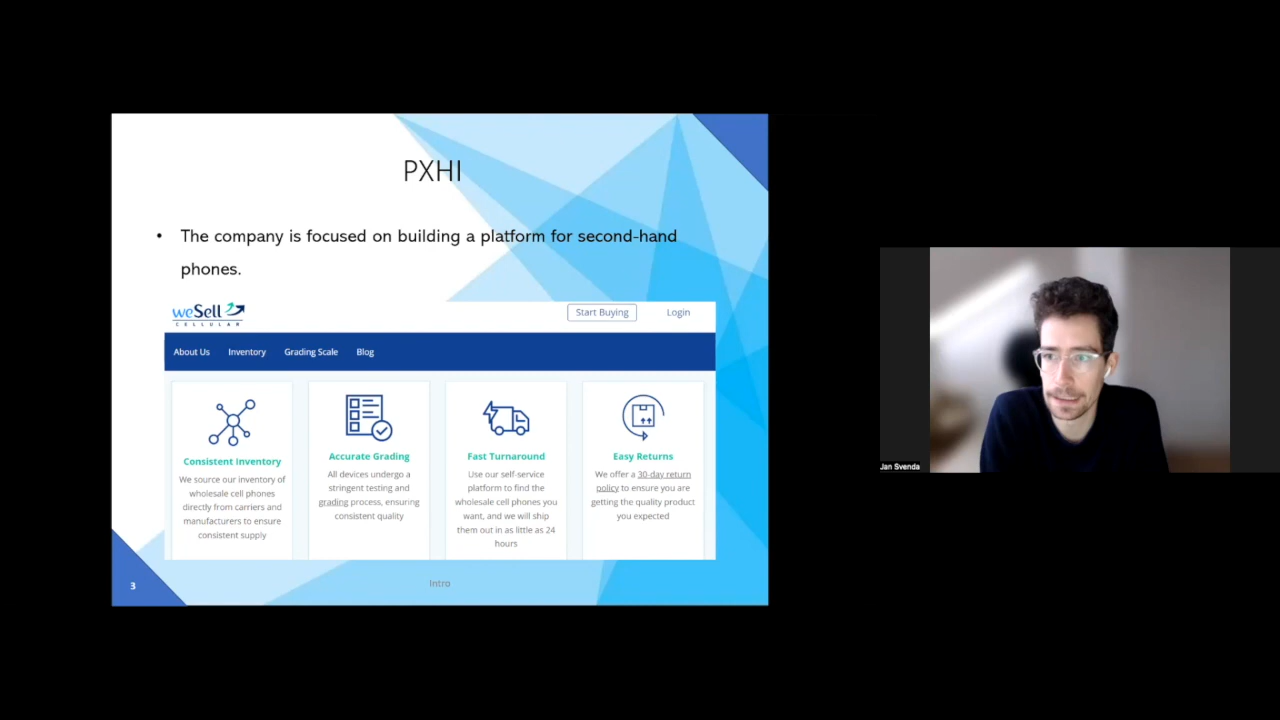 PXHI
• The company is focused on building a platform for second-hand
phones.
weSell
CELLULAR
Start Buying
Login
About Us
Inventory
Grading Scale
Blog
Consistent Inventory
We source our inventory of
wholesale cell phones
directly from carriers and
manufacturers to ensure
consistent supply
Accurate Grading
All devices undergo a
stringent testing and
grading process, ensuring
consistent quality
Fast Turnaround
Use our self-service
platform to find the
wholesale cell phones you
want, and we will ship
them out in as little as 24
hours
Easy Returns
We offer a 30-day return
policy to ensure you are
getting the quality product
you expected
3
Intro
Jan Svenda